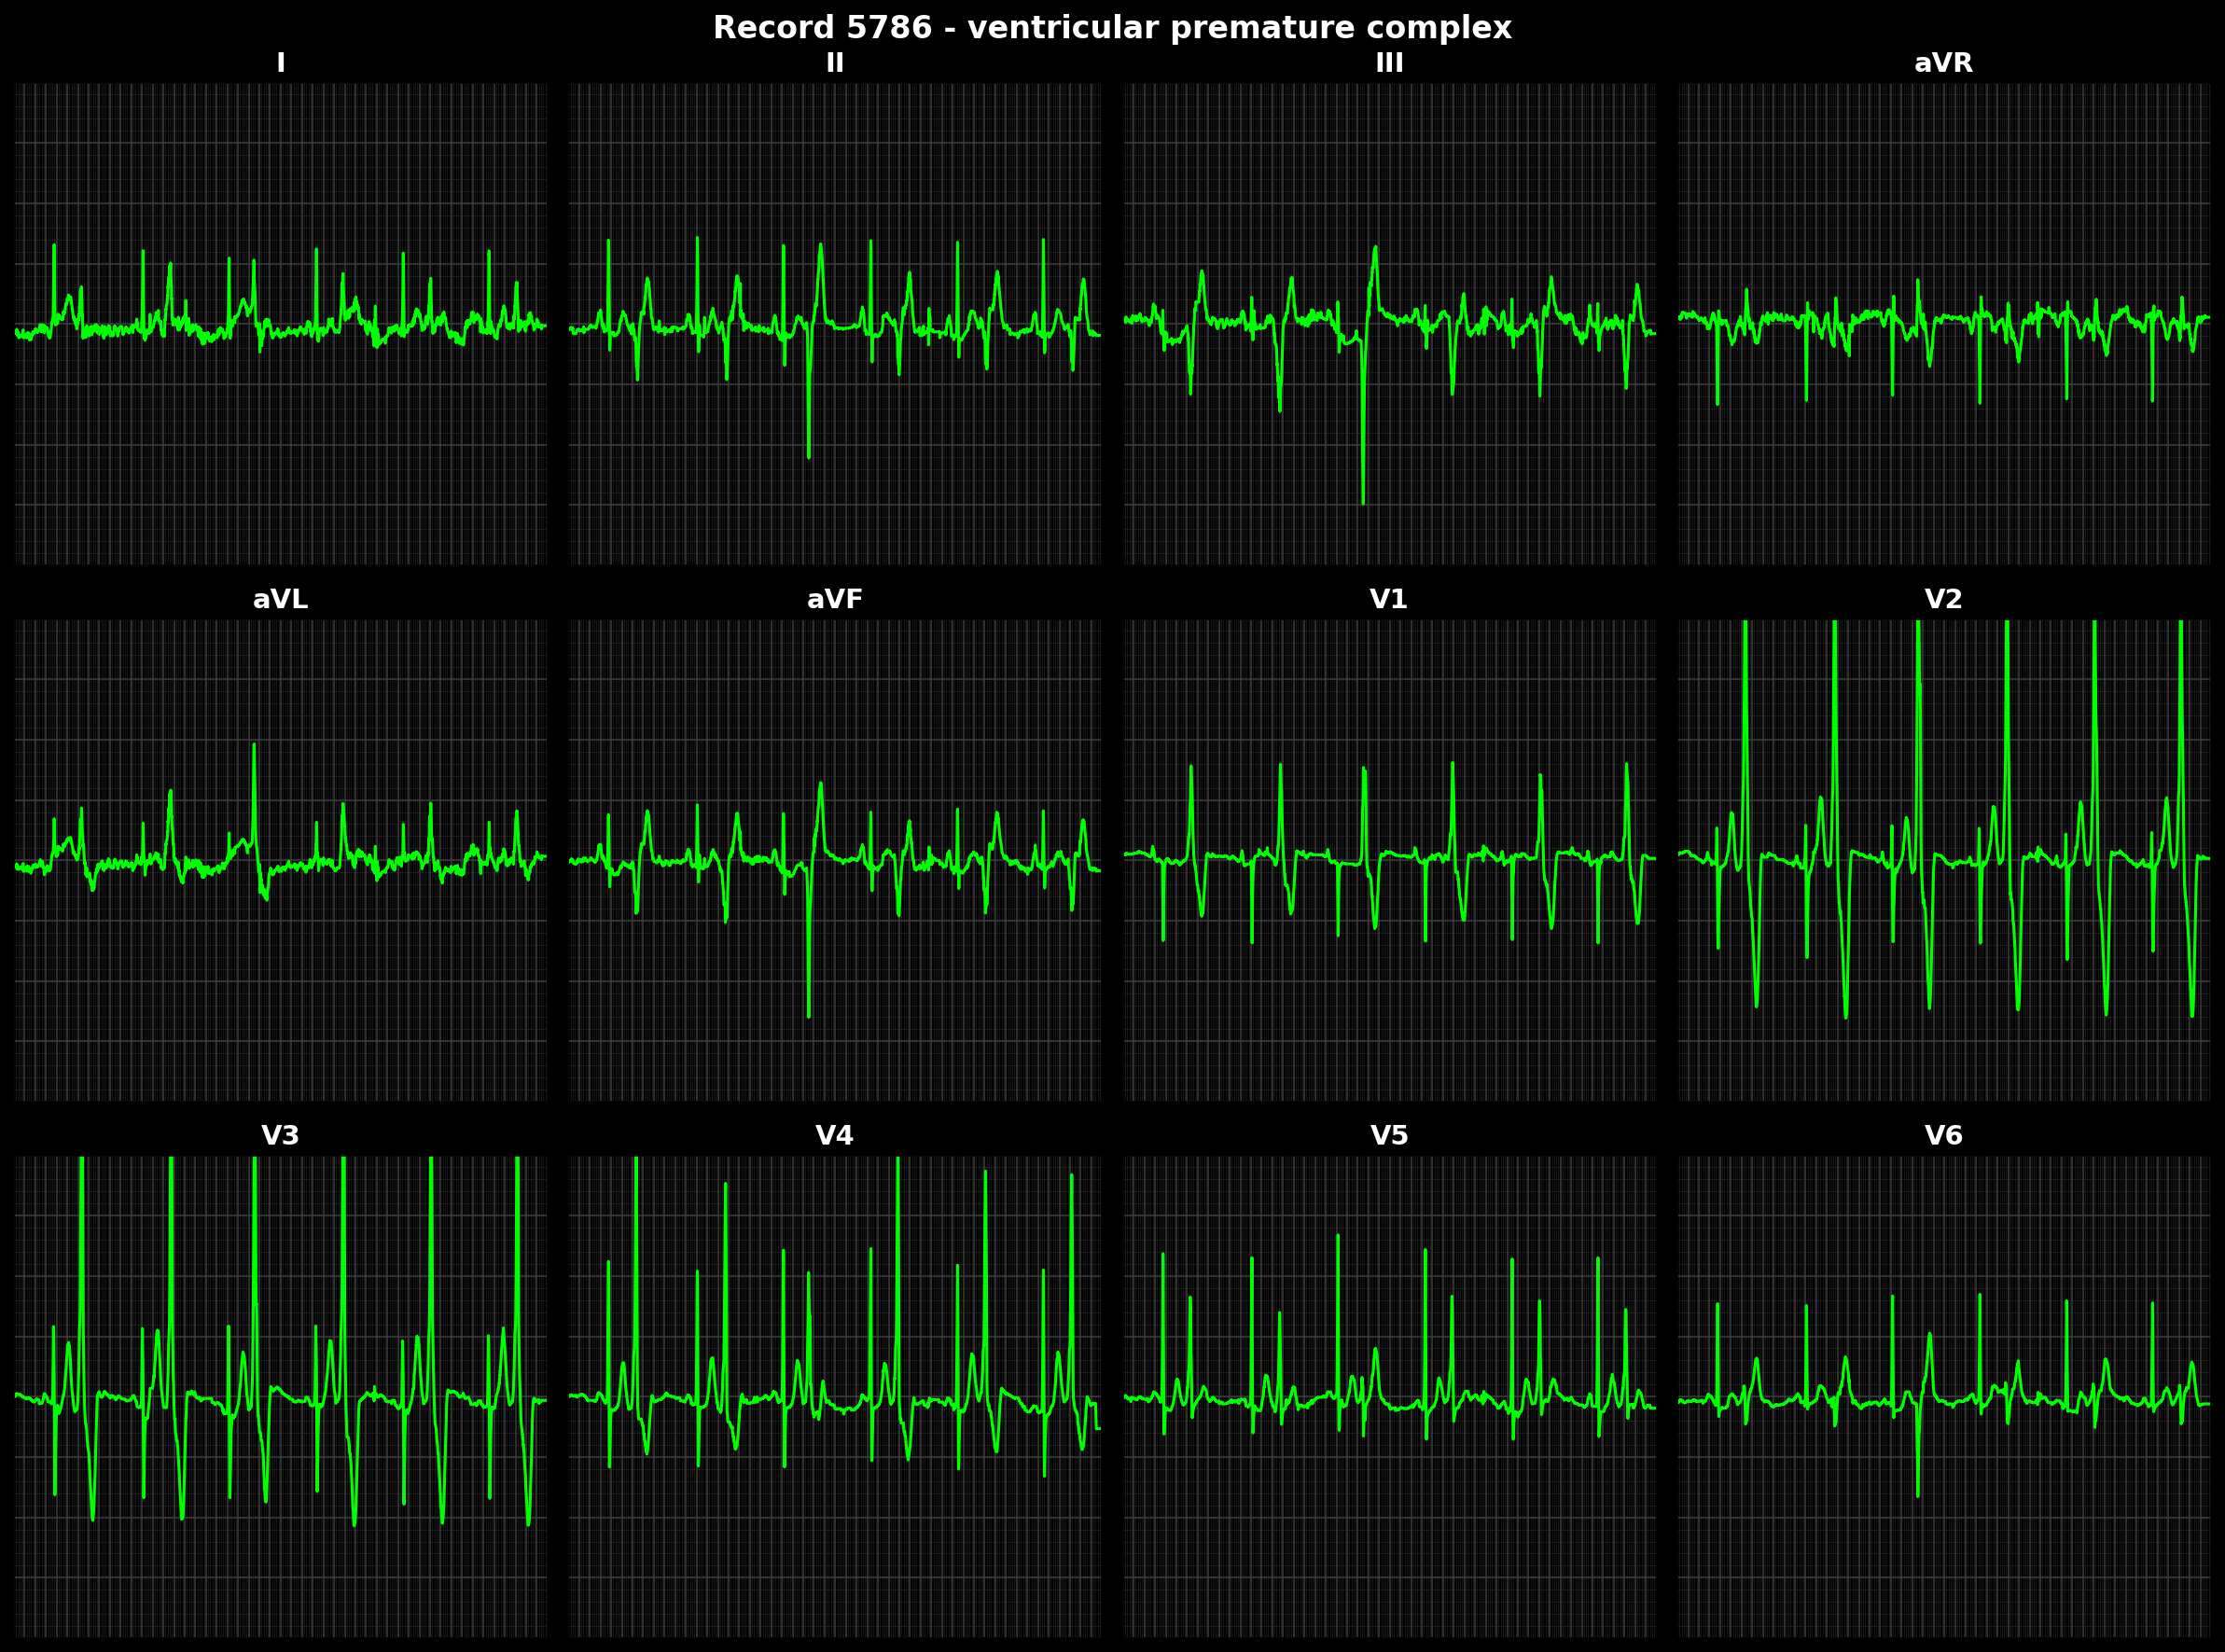 Record 5786 - ventricular premature complex
I II III aVR
aVL aVF V1 V2
V3 V4 V5 V6